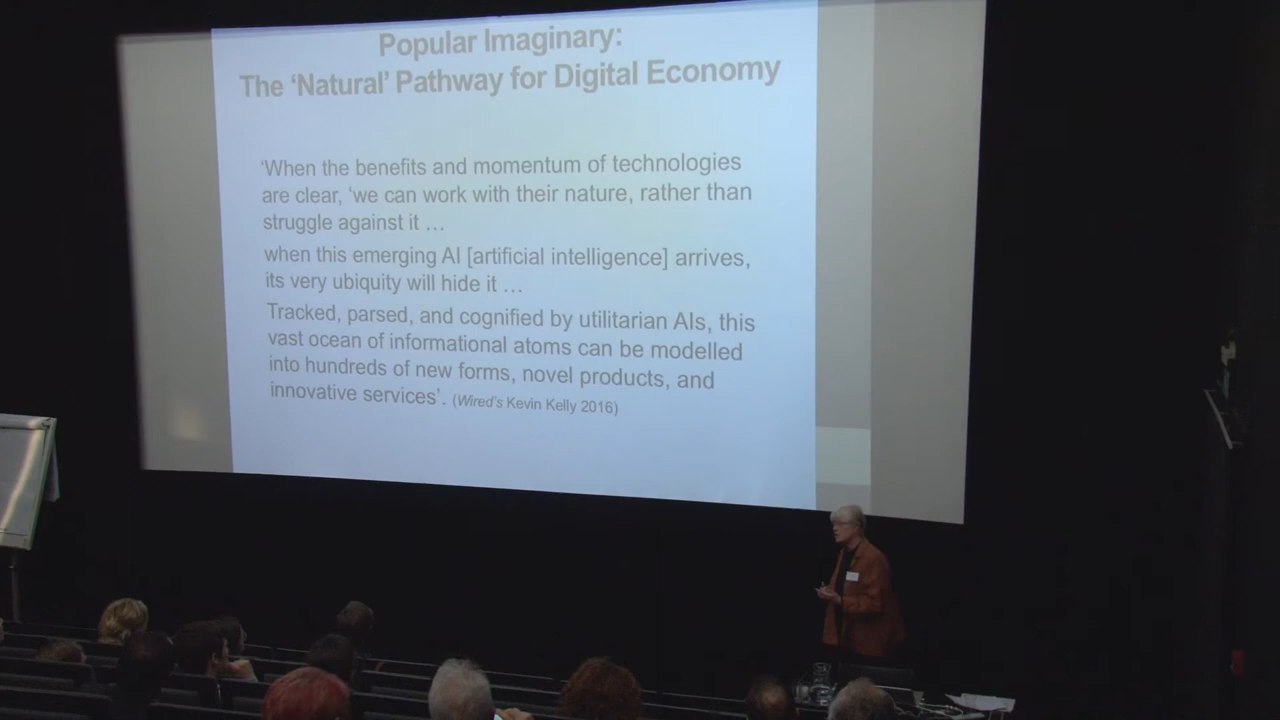 Popular Imaginary:
The ‘Natural’ Pathway for Digital Economy
‘When the benefits and momentum of technologies
are clear, ‘we can work with their nature, rather than
struggle against it …
when this emerging AI [artificial intelligence] arrives,
its very ubiquity will hide it …
Tracked, parsed, and cognified by utilitarian AIs, this
vast ocean of informational atoms can be modelled
into hundreds of new forms, novel products, and
innovative services’. (Wired’s Kevin Kelly 2016)